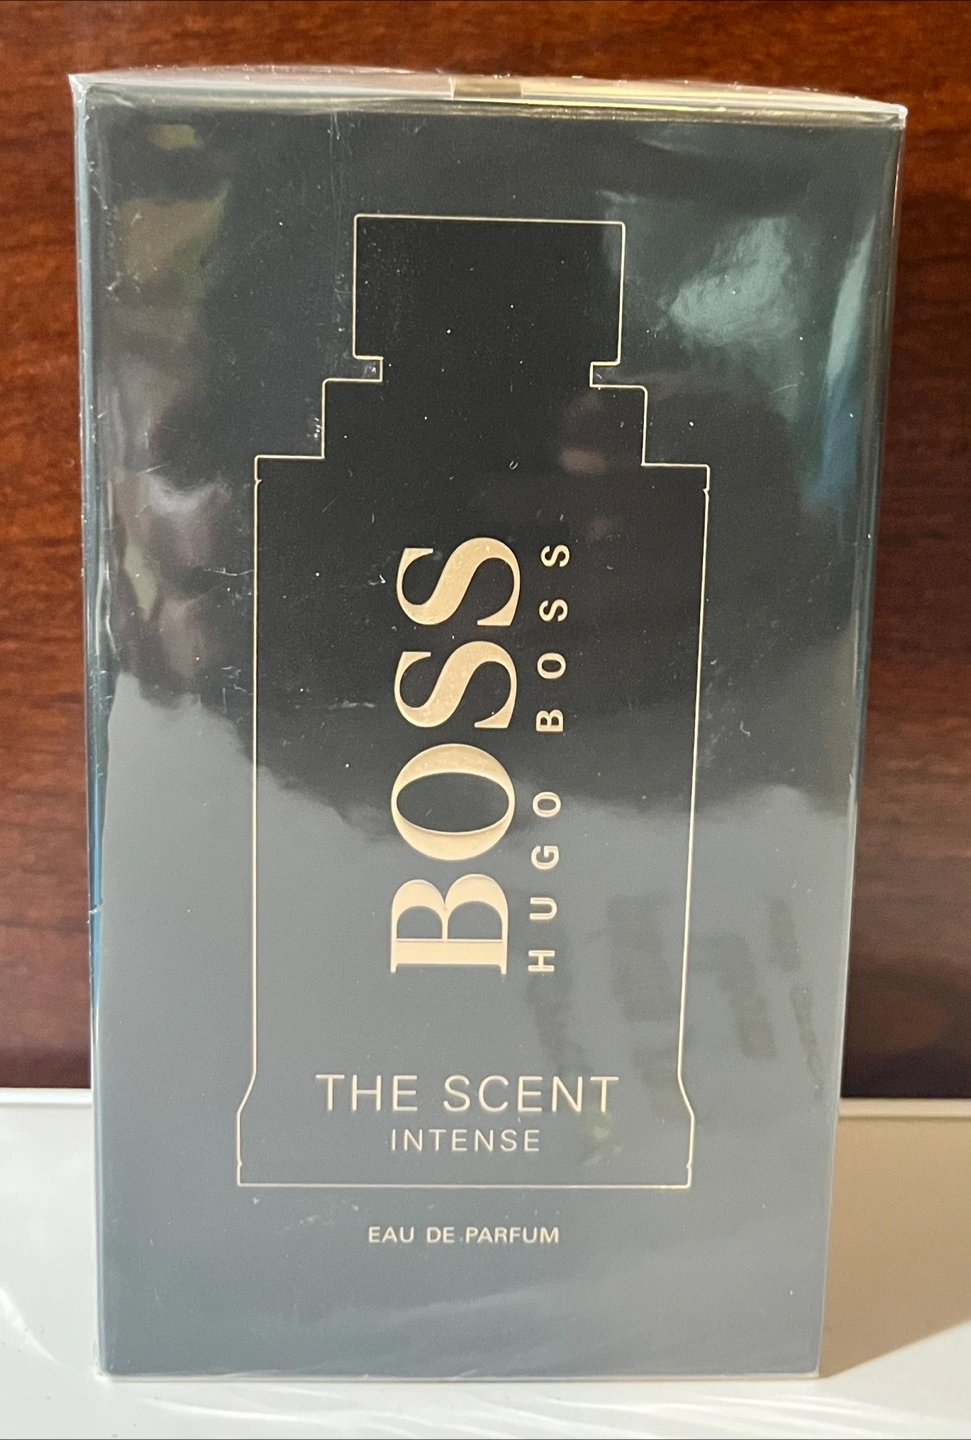 BOSS
HUGO BOSS
THE SCENT
INTENSE
EAU DE PARFUM